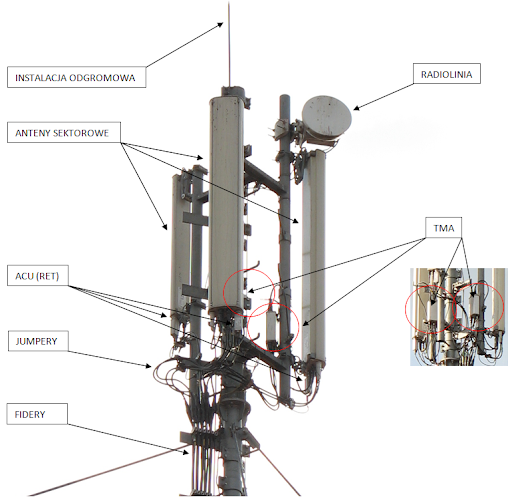 INSTALACJA ODGROMOWA
RADIOLINIA
ANTENY SEKTOROWE
TMA
ACU (RET)
JUMPERY
FIDERY